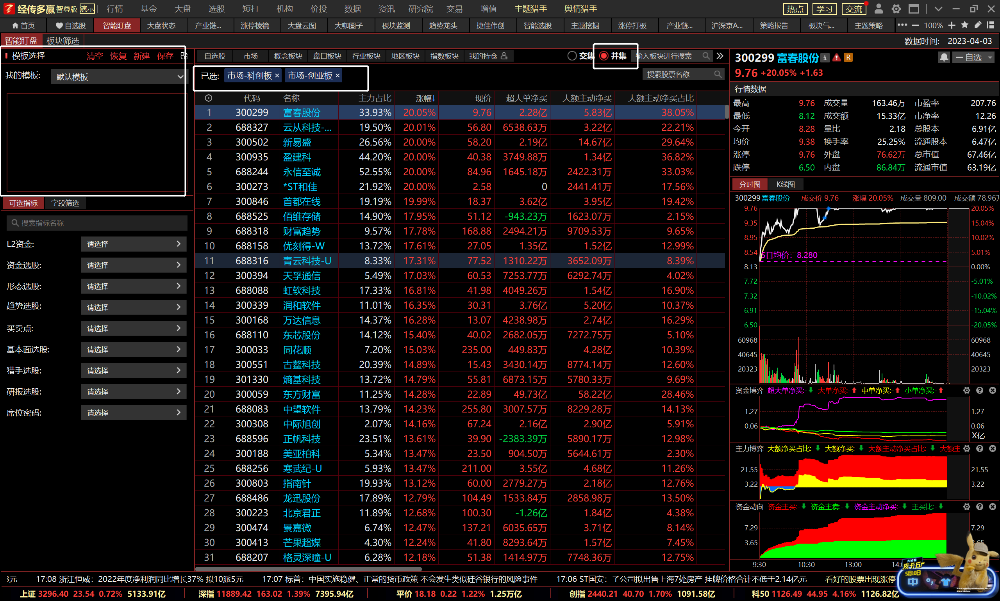 经传多赢 智尊版 演示 行情 基金 大盘 选股 短打 机构 价投 数据 资讯 研究院 交易 增值 主题猎手 舆情猎手 热点 学习 交流
首页 自选股 智能盯盘 大盘状态 产业链... 涨停棱镜 大盘云图 大咖圈子 板块监测 趋势龙头 捷佳伟创 智能选股 主题挖掘 涨停打板 产业链... 沪深京A... 策略报告 板块气... 主题策略 ••• 100%
智能盯盘 板块筛选 数据时间: 2023-04-03
模板选择 清空 恢复 新建 保存
我的模板: 默认模板
可选指标 字段筛选
搜索指标名称
L2资金: 请选择
资金选股: 请选择
形态选股: 请选择
趋势选股: 请选择
买卖点: 请选择
基本面选股: 请选择
猎手选股: 请选择
研报选股: 请选择
席位密码: 请选择
自选股 市场 概念板块 盘口板块 行业板块 地区板块 指数板块 我的持仓 交集 并集 输入板块进行搜索
已选: 市场-科创板 × 市场-创业板 × 搜索股票名称
代码 名称 主力占比 涨幅↓ 现价 超大单净买 大额主动净买 大额主动净买占比
1 300299 富春股份 33.93% 20.05% 9.76 2.28亿 5.83亿 38.05%
2 688327 云从科技-... 19.50% 20.01% 56.80 6538.63万 3.22亿 22.21%
3 300502 新易盛 26.56% 20.00% 58.20 2.19亿 14.67亿 29.64%
4 300935 盈建科 44.20% 20.00% 40.38 3749.88万 1.34亿 36.82%
5 688244 永信至诚 52.55% 20.00% 84.96 1645.18万 2422.31万 33.03%
6 300273 *ST和佳 21.92% 20.00% 2.58 0 2441.41万 17.56%
7 300846 首都在线 19.19% 19.99% 18.37 3.62亿 3.95亿 19.42%
8 688525 佰维存储 14.90% 17.95% 51.12 -943.23万 1623.07万 2.15%
9 688318 财富趋势 9.57% 17.78% 168.88 2494.21万 9709.53万 9.65%
10 688158 优刻得-W 13.72% 17.61% 27.05 1.35亿 1.52亿 12.99%
11 688316 青云科技-U 8.33% 17.31% 77.52 1310.22万 3652.09万 8.39%
12 300394 天孚通信 5.49% 17.03% 60.53 7253.77万 6292.74万 4.02%
13 688088 虹软科技 17.33% 16.81% 41.98 4049.26万 1.54亿 16.90%
14 300339 润和软件 11.01% 16.35% 30.31 3.76亿 5.20亿 10.37%
15 300168 万达信息 14.37% 16.28% 13.07 4238.98万 2.74亿 16.29%
16 688110 东芯股份 14.12% 15.40% 40.02 2682.05万 7272.75万 5.10%
17 300033 同花顺 7.20% 15.03% 235.00 449.83万 4.28亿 10.39%
18 300551 古鳌科技 20.39% 14.89% 15.43 3430.14万 8774.14万 12.60%
19 301330 熵基科技 13.72% 14.79% 55.81 6873.15万 5780.33万 9.69%
20 300059 东方财富 11.25% 14.28% 22.89 49.73亿 58.22亿 28.46%
21 688083 中望软件 13.79% 14.23% 255.80 3007.57万 8229.28万 14.13%
22 300308 中际旭创 2.07% 14.16% 67.24 2.16亿 2.90亿 5.91%
23 688596 正帆科技 23.51% 13.61% 39.90 -2383.39万 5890.17万 12.98%
24 300188 美亚柏科 5.34% 13.47% 23.50 904.50万 5644.61万 2.30%
25 688256 寒武纪-U 5.93% 13.47% 211.00 3.55亿 4.68亿 11.26%
26 300803 指南针 19.93% 13.12% 60.00 2779.27万 2.18亿 12.76%
27 688486 龙迅股份 17.89% 12.79% 104.49 1533.84万 2858.98万 13.50%
28 300223 北京君正 11.89% 12.68% 100.30 -1.26亿 1.84亿 4.38%
29 300474 景嘉微 6.74% 12.47% 137.21 6035.65万 3.71亿 8.14%
30 300413 芒果超媒 4.30% 12.24% 41.80 8293.64万 1.57亿 7.45%
31 688207 格灵深瞳-U 6.28% 12.18% 51.38 1414.97万 7748.36万 12.75%
300299 富春股份 R 自选
9.76 +20.05% +1.63
行情数据
最高 9.76 成交量 163.46万 市盈率 207.76
最低 8.12 成交额 15.33亿 市净率 12.26
今开 8.28 量比 2.18 总股本 6.91亿
均价 9.38 换手率 25.25% 流通股本 6.47亿
涨停 9.76 外盘 76.62万 总市值 67.46亿
跌停 6.50 内盘 86.84万 流通市值 63.19亿
分时图 K线图
300299 富春股份 成交价 9.76 涨幅 20.05% 成交量 809.00 成交额 78.96万
9.76 20.05%
9.35 15.04%
8.95 10.02%
8.54 5日均价: 8.280 5.01%
8.13 0.00%
7.72 -5.01%
7.32 -10.02%
6.91 -15.04%
6.50 -20.05%
60968 60968
40645 40645
20323 20323
资金博弈 超大单净买:- 大单净买:- 中单净买:- 小单净买:-
1.27 1.27
0.06 0.06
X亿
主力博弈 大额净买占比:- 大额净买:- 大额主动净买占比:- 大额主
21.55 21.55
3.22 3.22
资金动向 资金主买:- 资金主卖:- 资金主动净买:- 主买比:-
7.29 7.29
3.65 3.65
9:30 10:30 13:00 14:0
5月10日
中
3元 17:08 浙江恒威：2022年度净利润同比增长37% 拟10派5元 17:07 标普：中国实施稳健、正常的货币政策 不会发生类似硅谷银行的风险事件 17:06 ST国安：子公司拟出售上海7处房产 挂牌价格合计不低于2.14亿元 看好的股票出现涨停
上证 3296.40 23.54 0.72% 5133.91亿 深指 11889.42 163.02 1.39% 7395.94亿 平价 18.18 0.22 1.22% 1.25万亿 创指 2440.21 40.70 1.70% 1091.58亿 科50 1126.49 44.95 4.16% 1126.82亿